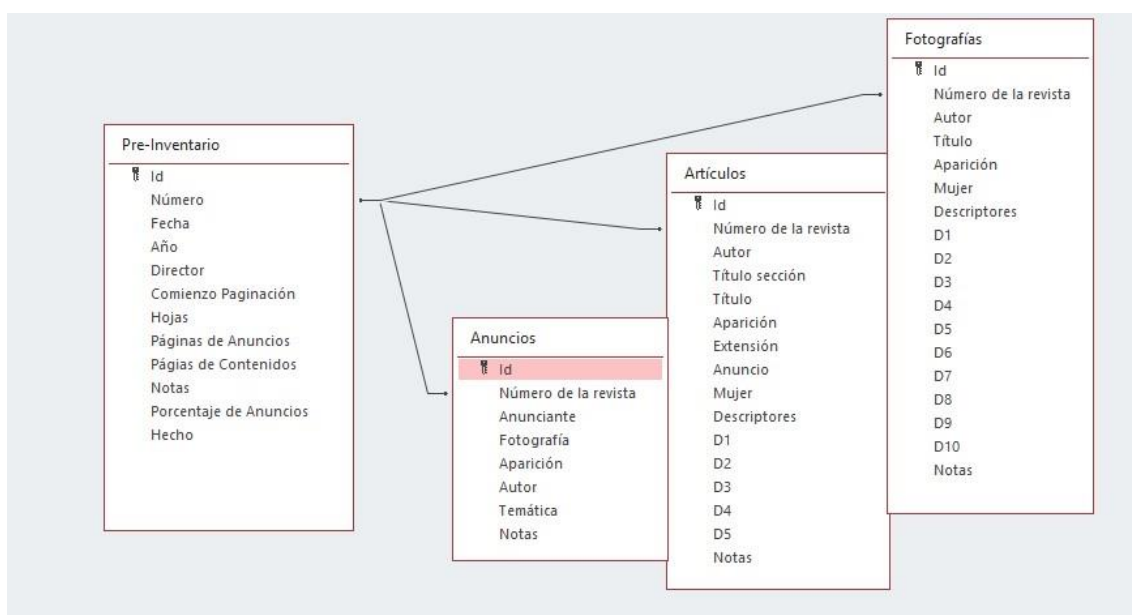 Pre-Inventario
Id
Número
Fecha
Año
Director
Comienzo Paginación
Hojas
Páginas de Anuncios
Págias de Contenidos
Notas
Porcentaje de Anuncios
Hecho
Anuncios
Id
Número de la revista
Anunciante
Fotografía
Aparición
Autor
Temática
Notas
Artículos
Id
Número de la revista
Autor
Título sección
Título
Aparición
Extensión
Anuncio
Mujer
Descriptores
D1
D2
D3
D4
D5
Notas
Fotografías
Id
Número de la revista
Autor
Título
Aparición
Mujer
Descriptores
D1
D2
D3
D4
D5
D6
D7
D8
D9
D10
Notas